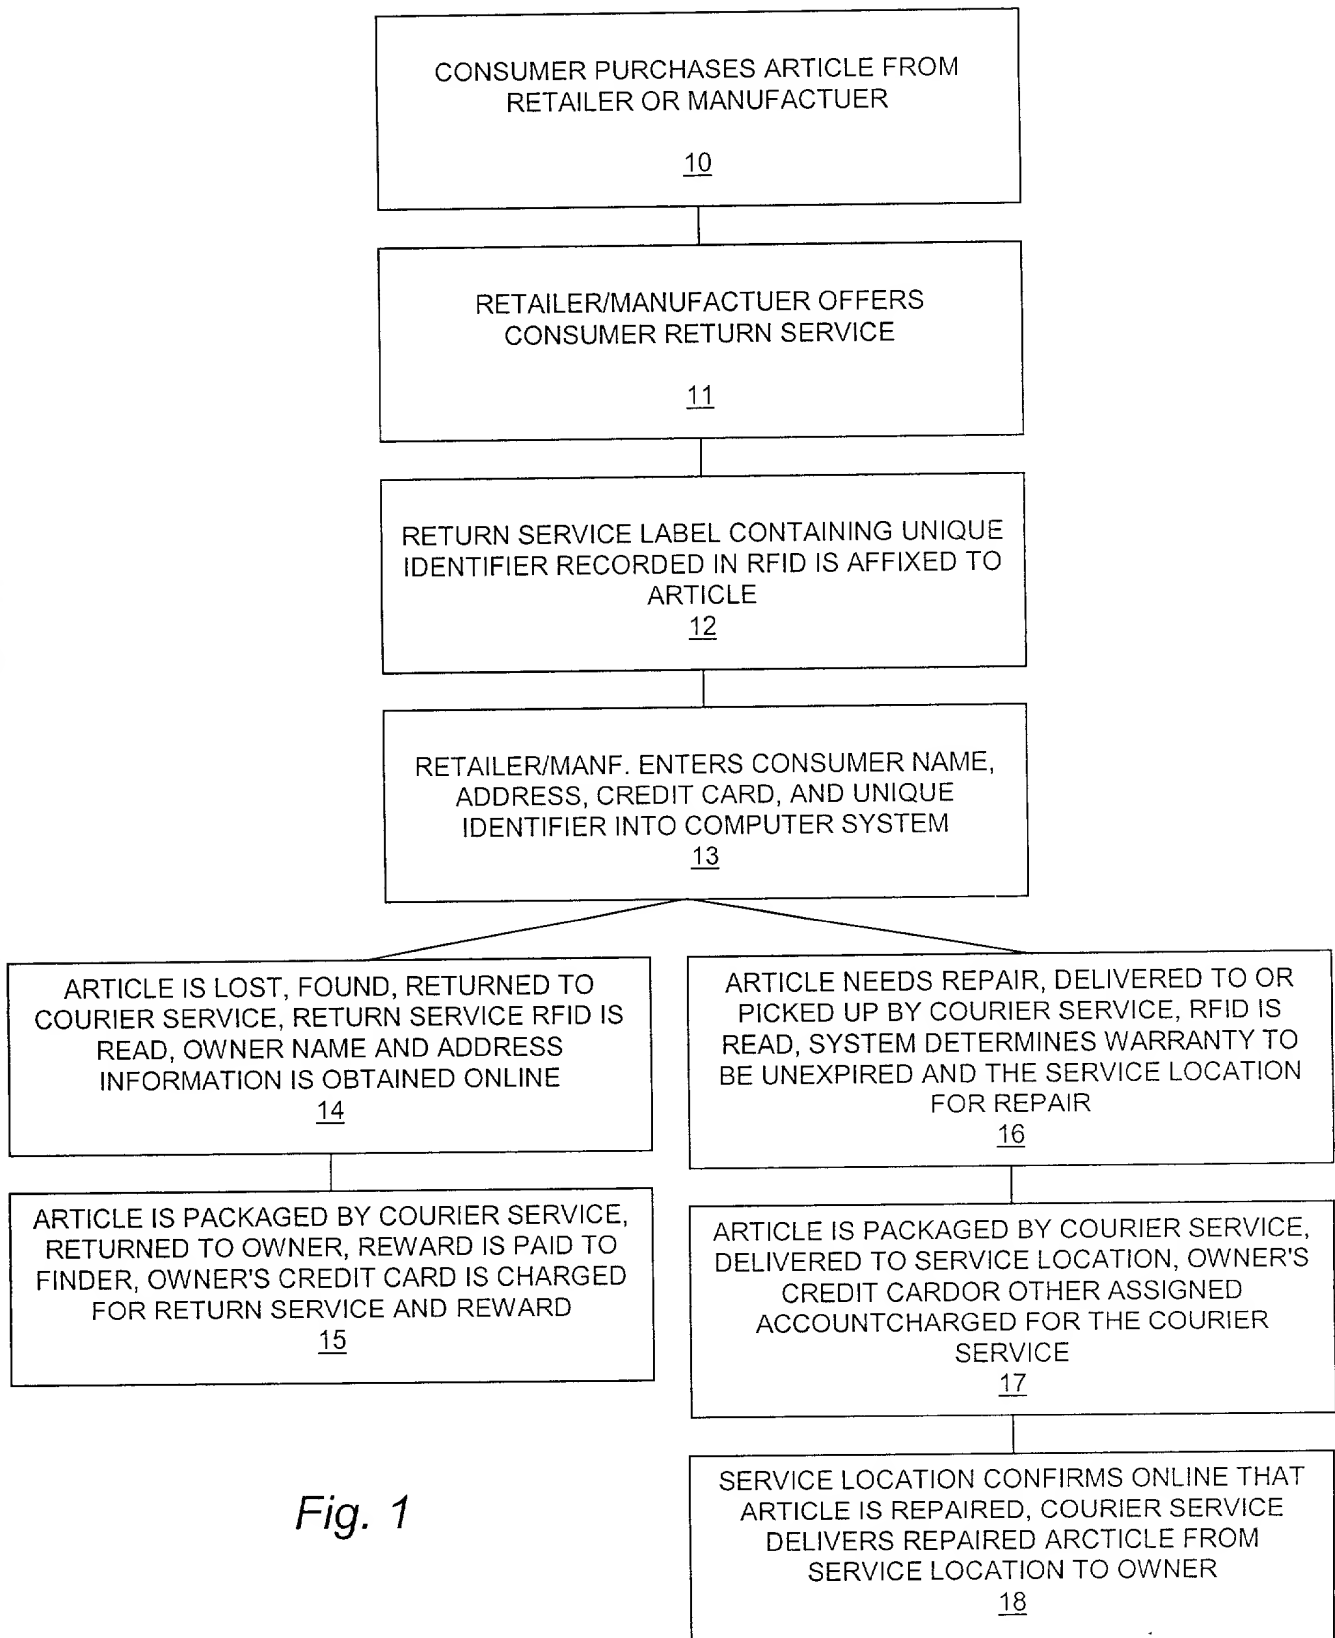 CONSUMER PURCHASES ARTICLE FROM
RETAILER OR MANUFACTUER
10
RETAILER/MANUFACTUER OFFERS
CONSUMER RETURN SERVICE
11
RETURN SERVICE LABEL CONTAINING UNIQUE
IDENTIFIER RECORDED IN RFID IS AFFIXED TO
ARTICLE
12
RETAILER/MANF. ENTERS CONSUMER NAME,
ADDRESS, CREDIT CARD, AND UNIQUE
IDENTIFIER INTO COMPUTER SYSTEM
13
ARTICLE IS LOST, FOUND, RETURNED TO
COURIER SERVICE, RETURN SERVICE RFID IS
READ, OWNER NAME AND ADDRESS
INFORMATION IS OBTAINED ONLINE
14
ARTICLE IS PACKAGED BY COURIER SERVICE,
RETURNED TO OWNER, REWARD IS PAID TO
FINDER, OWNER'S CREDIT CARD IS CHARGED
FOR RETURN SERVICE AND REWARD
15
ARTICLE NEEDS REPAIR, DELIVERED TO OR
PICKED UP BY COURIER SERVICE, RFID IS
READ, SYSTEM DETERMINES WARRANTY TO
BE UNEXPIRED AND THE SERVICE LOCATION
FOR REPAIR
16
ARTICLE IS PACKAGED BY COURIER SERVICE,
DELIVERED TO SERVICE LOCATION, OWNER'S
CREDIT CARDOR OTHER ASSIGNED
ACCOUNTCHARGED FOR THE COURIER
SERVICE
17
SERVICE LOCATION CONFIRMS ONLINE THAT
ARTICLE IS REPAIRED, COURIER SERVICE
DELIVERS REPAIRED ARCTICLE FROM
SERVICE LOCATION TO OWNER
18
Fig. 1